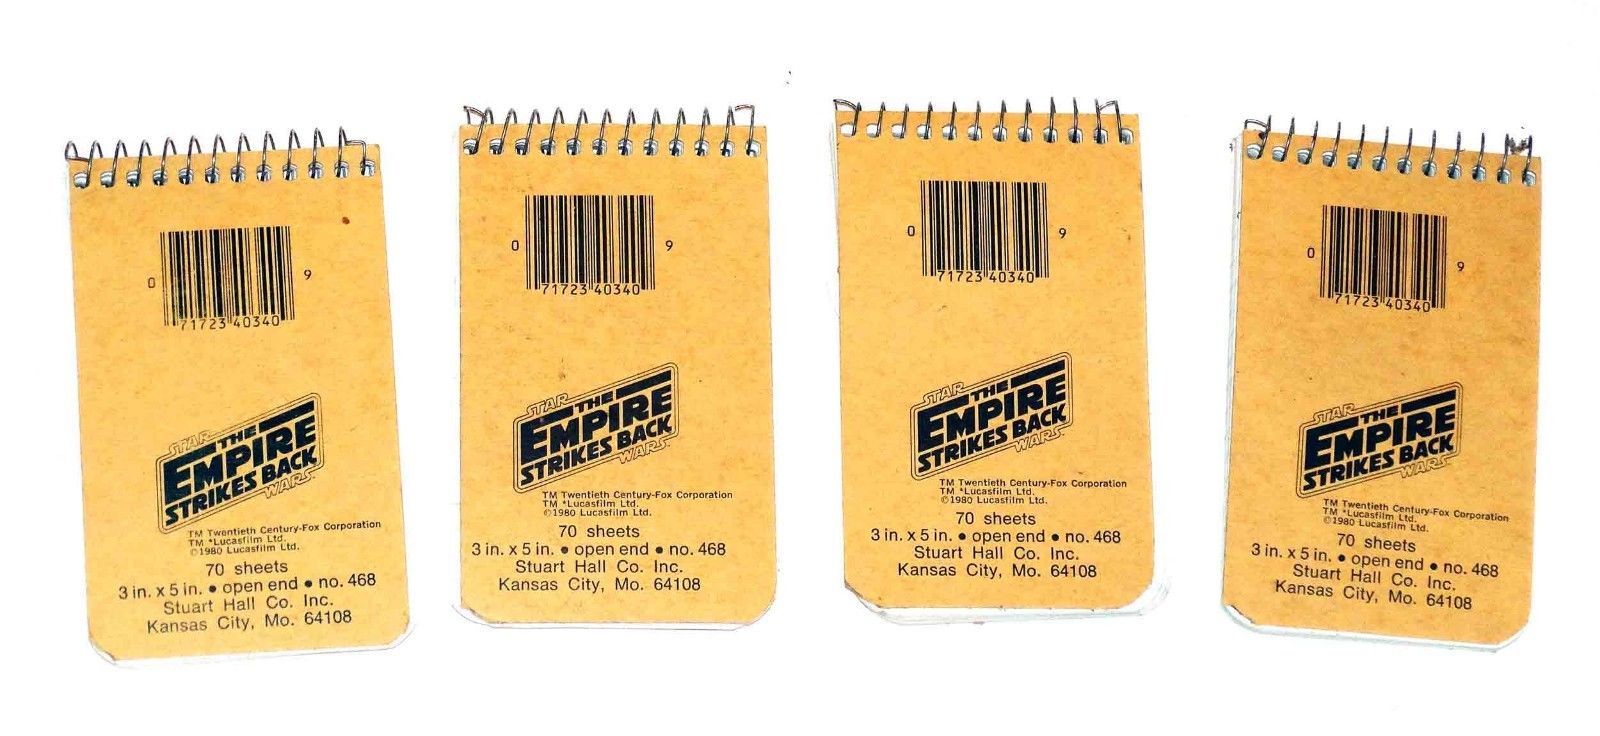 0 9
71723 40340
STAR
THE
EMPIRE
STRIKES BACK
WARS
TM Twentieth Century-Fox Corporation
TM *Lucasfilm Ltd.
©1980 Lucasfilm Ltd.
70 sheets
3 in. x 5 in. • open end • no. 468
Stuart Hall Co. Inc.
Kansas City, Mo. 64108
0 9
71723 40340
STAR
THE
EMPIRE
STRIKES BACK
WARS
TM Twentieth Century-Fox Corporation
TM *Lucasfilm Ltd.
©1980 Lucasfilm Ltd.
70 sheets
3 in. x 5 in. • open end • no. 468
Stuart Hall Co. Inc.
Kansas City, Mo. 64108
0 9
71723 40340
STAR
THE
EMPIRE
STRIKES BACK
WARS
TM Twentieth Century-Fox Corporation
TM *Lucasfilm Ltd.
©1980 Lucasfilm Ltd.
70 sheets
3 in. x 5 in. • open end • no. 468
Stuart Hall Co. Inc.
Kansas City, Mo. 64108
0 9
71723 40340
STAR
THE
EMPIRE
STRIKES BACK
WARS
TM Twentieth Century-Fox Corporation
TM *Lucasfilm Ltd.
©1980 Lucasfilm Ltd.
70 sheets
3 in. x 5 in. • open end • no. 468
Stuart Hall Co. Inc.
Kansas City, Mo. 64108